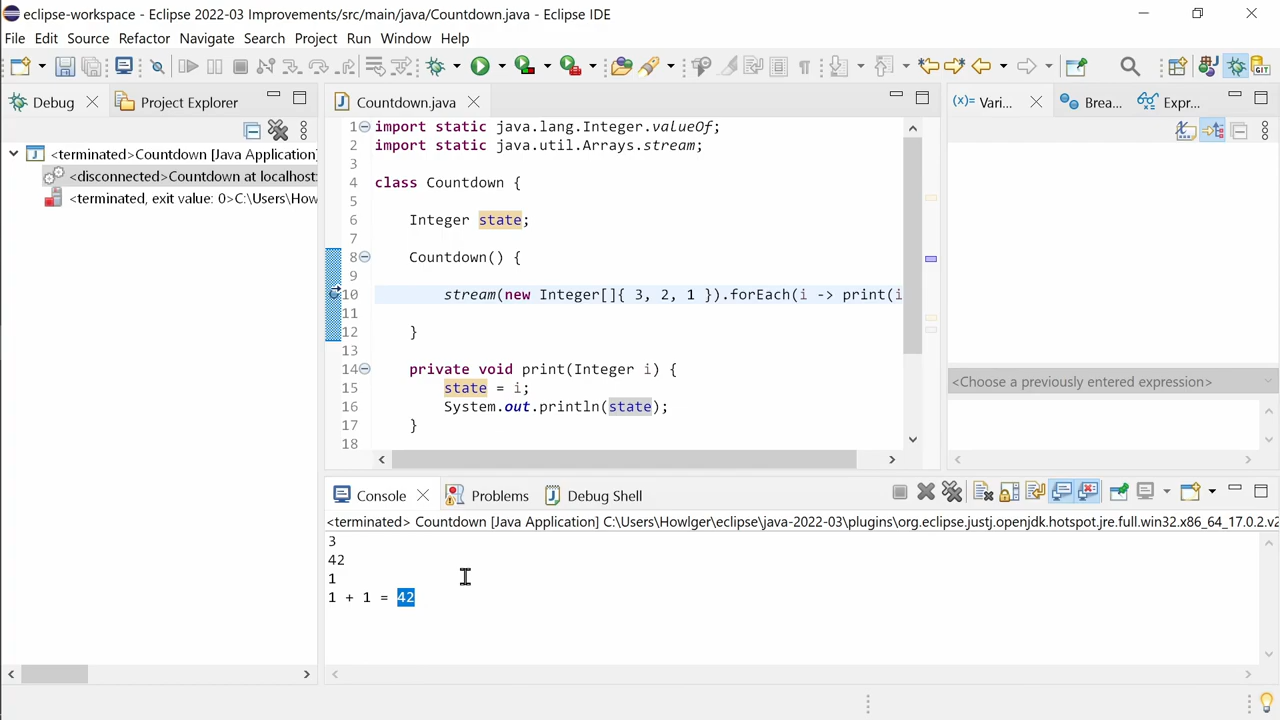 eclipse-workspace - Eclipse 2022-03 Improvements/src/main/java/Countdown.java - Eclipse IDE
File Edit Source Refactor Navigate Search Project Run Window Help
Debug Project Explorer
<terminated>Countdown [Java Application]
<disconnected>Countdown at localhost:
<terminated, exit value: 0>C:\Users\How
Countdown.java
1 import static java.lang.Integer.valueOf;
2 import static java.util.Arrays.stream;
3
4 class Countdown {
5
6 Integer state;
7
8 Countdown() {
9
10 stream(new Integer[]{ 3, 2, 1 }).forEach(i -> print(i
11
12 }
13
14 private void print(Integer i) {
15 state = i;
16 System.out.println(state);
17 }
18
(x)= Vari... Brea... Expr...
<Choose a previously entered expression>
Console Problems Debug Shell
<terminated> Countdown [Java Application] C:\Users\Howlger\eclipse\java-2022-03\plugins\org.eclipse.justj.openjdk.hotspot.jre.full.win32.x86_64_17.0.2.v2
3
42
1
1 + 1 = 42